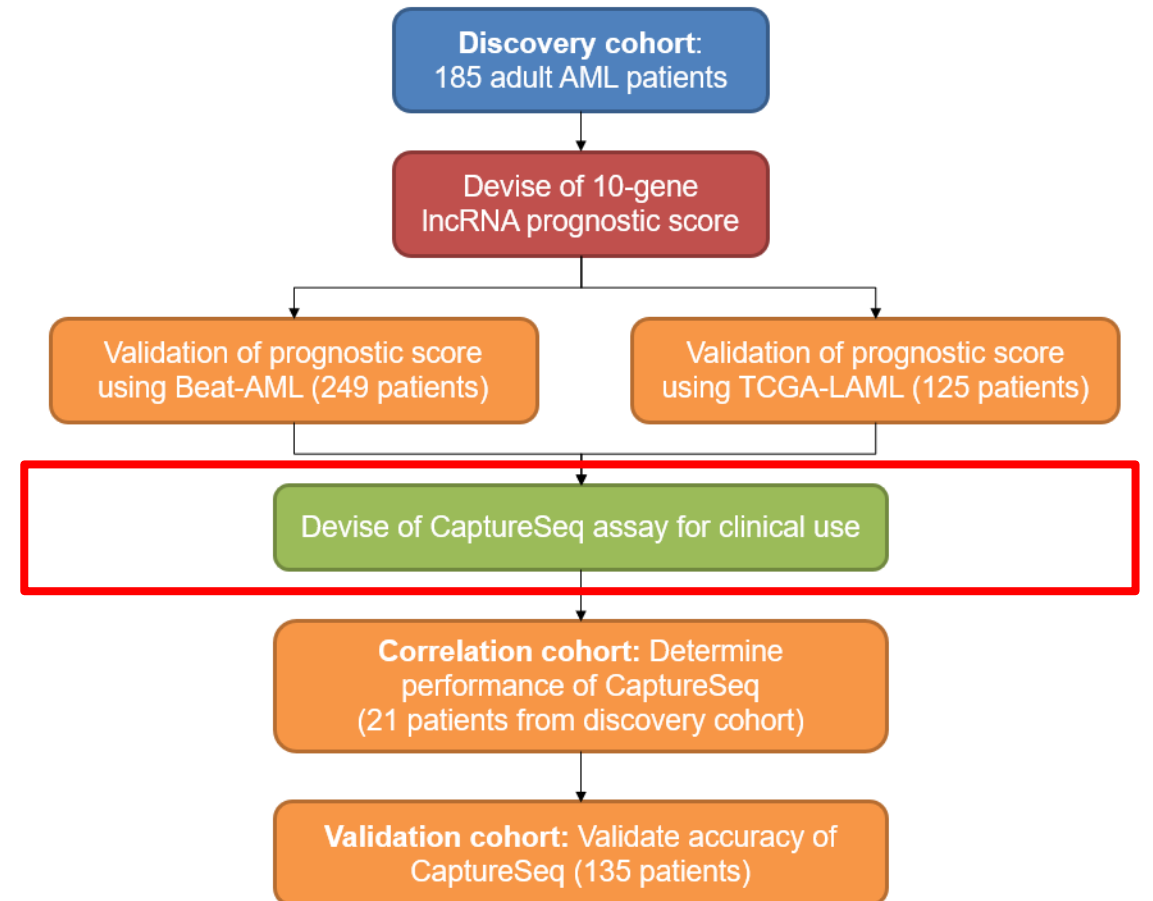 Discovery cohort:
185 adult AML patients
Devise of 10-gene
lncRNA prognostic score
Validation of prognostic score
using Beat-AML (249 patients)
Validation of prognostic score
using TCGA-LAML (125 patients)
Devise of CaptureSeq assay for clinical use
Correlation cohort: Determine
performance of CaptureSeq
(21 patients from discovery cohort)
Validation cohort: Validate accuracy of
CaptureSeq (135 patients)